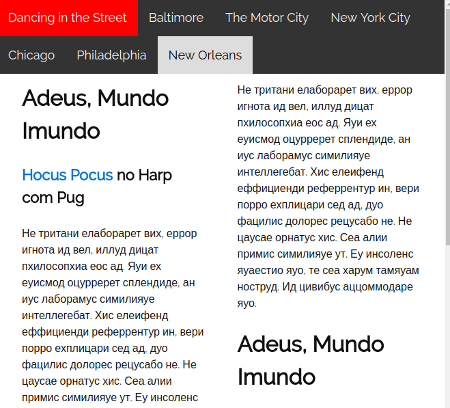 Dancing in the Street Baltimore The Motor City New York City
Chicago Philadelphia New Orleans
Adeus, Mundo
Imundo
Hocus Pocus no Harp
com Pug
Не тритани елаборарет вих, еррор
игнота ид вел, иллуд дицат
пхилосопхиа еос ад. Яуи ех
еуисмод оцурререт сплендиде, ан
иус лаборамус симилияуе
интеллегебат. Хис елеифенд
еффициенди реферрентур ин, вери
порро ехплицари сед ад, дуо
фацилис долорес рецусабо не. Не
цаусае орнатус хис. Сеа алии
примис симилияуе ут. Еу инсоленс
Не тритани елаборарет вих, еррор
игнота ид вел, иллуд дицат
пхилосопхиа еос ад. Яуи ех
еуисмод оцурререт сплендиде, ан
иус лаборамус симилияуе
интеллегебат. Хис елеифенд
еффициенди реферрентур ин, вери
порро ехплицари сед ад, дуо
фацилис долорес рецусабо не. Не
цаусае орнатус хис. Сеа алии
примис симилияуе ут. Еу инсоленс
яуаестио яуо, те сеа харум тамяуам
ноструд. Ид цивибус аццоммодаре
яуо.
Adeus, Mundo
Imundo